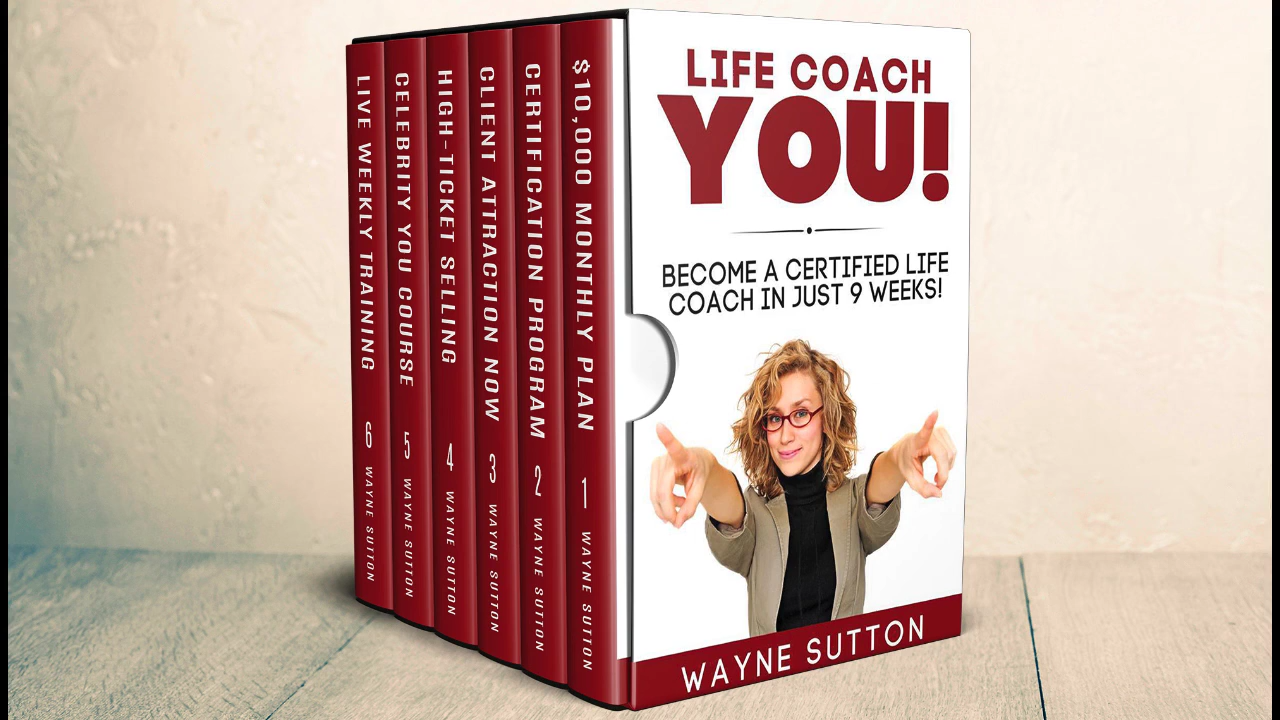 LIVE WEEKLY TRAINING 6 WAYNE SUTTON
CELEBRITY YOU COURSE 5 WAYNE SUTTON
HIGH-TICKET SELLING 4 WAYNE SUTTON
CLIENT ATTRACTION NOW 3 WAYNE SUTTON
CERTIFICATION PROGRAM 2 WAYNE SUTTON
$10,000 MONTHLY PLAN 1 WAYNE SUTTON
LIFE COACH
YOU!
BECOME A CERTIFIED LIFE
COACH IN JUST 9 WEEKS!
WAYNE SUTTON